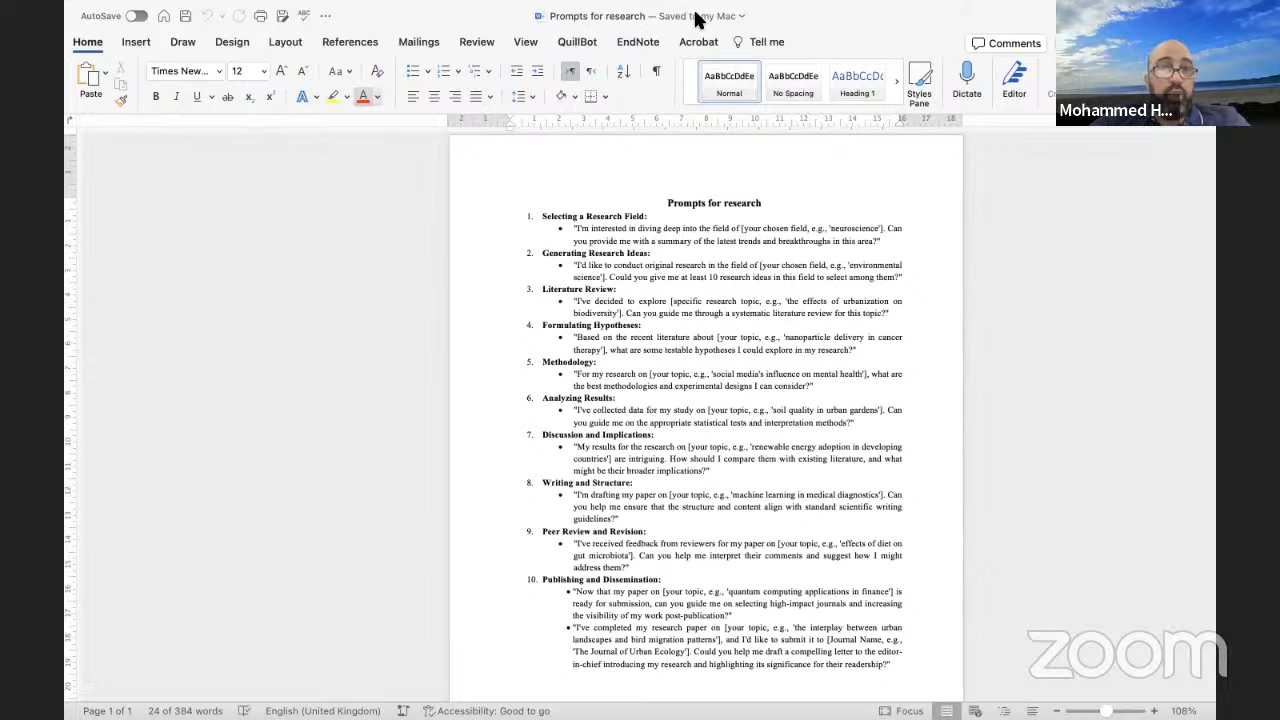 AutoSave
Prompts for research — Saved to my Mac
Home Insert Draw Design Layout References Mailings Review View QuillBot EndNote Acrobat Tell me
Comments
Paste
Times New... 12
Aa
B I U ab x
A A
AaBbCcDdEe
Normal
AaBbCcDdEe
No Spacing
AaBbCcDc
Heading 1
Styles
Pane
Dictate
Editor
Mohammed H...
2 1 1 2 3 4 5 6 7 8 9 10 11 12 13 14 15 16 17 18
Prompts for research
1. Selecting a Research Field:
• "I'm interested in diving deep into the field of [your chosen field, e.g., 'neuroscience']. Can
you provide me with a summary of the latest trends and breakthroughs in this area?"
2. Generating Research Ideas:
• "I'd like to conduct original research in the field of [your chosen field, e.g., 'environmental
science']. Could you give me at least 10 research ideas in this field to select among them?"
3. Literature Review:
• "I've decided to explore [specific research topic, e.g., 'the effects of urbanization on
biodiversity']. Can you guide me through a systematic literature review for this topic?"
4. Formulating Hypotheses:
• "Based on the recent literature about [your topic, e.g., 'nanoparticle delivery in cancer
therapy'], what are some testable hypotheses I could explore in my research?"
5. Methodology:
• "For my research on [your topic, e.g., 'social media's influence on mental health'], what are
the best methodologies and experimental designs I can consider?"
6. Analyzing Results:
• "I've collected data for my study on [your topic, e.g., 'soil quality in urban gardens']. Can
you guide me on the appropriate statistical tests and interpretation methods?"
7. Discussion and Implications:
• "My results for the research on [your topic, e.g., 'renewable energy adoption in developing
countries'] are intriguing. How should I compare them with existing literature, and what
might be their broader implications?"
8. Writing and Structure:
• "I'm drafting my paper on [your topic, e.g., 'machine learning in medical diagnostics']. Can
you help me ensure that the structure and content align with standard scientific writing
guidelines?"
9. Peer Review and Revision:
• "I've received feedback from reviewers for my paper on [your topic, e.g., 'effects of diet on
gut microbiota']. Can you help me interpret their comments and suggest how I might
address them?"
10. Publishing and Dissemination:
• "Now that my paper on [your topic, e.g., 'quantum computing applications in finance'] is
ready for submission, can you guide me on selecting high-impact journals and increasing
the visibility of my work post-publication?"
• "I've completed my research paper on [your topic, e.g., 'the interplay between urban
landscapes and bird migration patterns'], and I'd like to submit it to [Journal Name, e.g.,
'The Journal of Urban Ecology']. Could you help me draft a compelling letter to the editor-
in-chief introducing my research and highlighting its significance for their readership?"
zoom
Page 1 of 1 24 of 384 words English (United Kingdom) Accessibility: Good to go Focus 108%